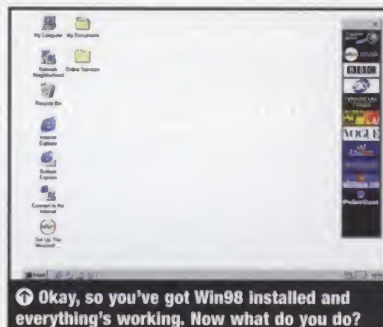 My Computer
My Documents
Network
Neighborhood
Online Services
Recycle Bin
Internet
Explorer
Outlook
Express
Connect to the
Internet
Set Up The
Microsoft
BBC
VOGUE
Start
Okay, so you've got Win98 installed and
everything's working. Now what do you do?